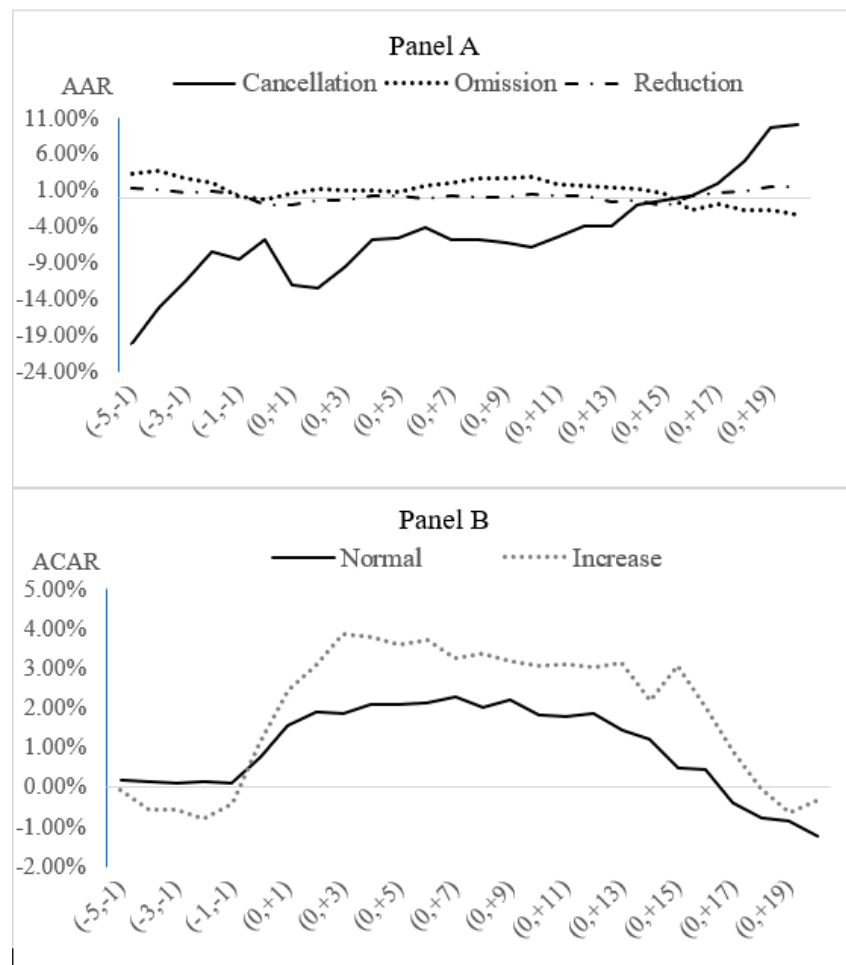 Panel A
AAR
Cancellation Omission Reduction
11.00%
6.00%
1.00%
-4.00%
-9.00%
-14.00%
-19.00%
-24.00%
(-5,-1) (-3,-1) (-1,-1) (0,+1) (0,+3) (0,+5) (0,+7) (0,+9) (0,+11) (0,+13) (0,+15) (0,+17) (0,+19)
Panel B
ACAR
Normal Increase
5.00%
4.00%
3.00%
2.00%
1.00%
0.00%
-1.00%
-2.00%
(-5,-1) (-3,-1) (-1,-1) (0,+1) (0,+3) (0,+5) (0,+7) (0,+9) (0,+11) (0,+13) (0,+15) (0,+17) (0,+19)